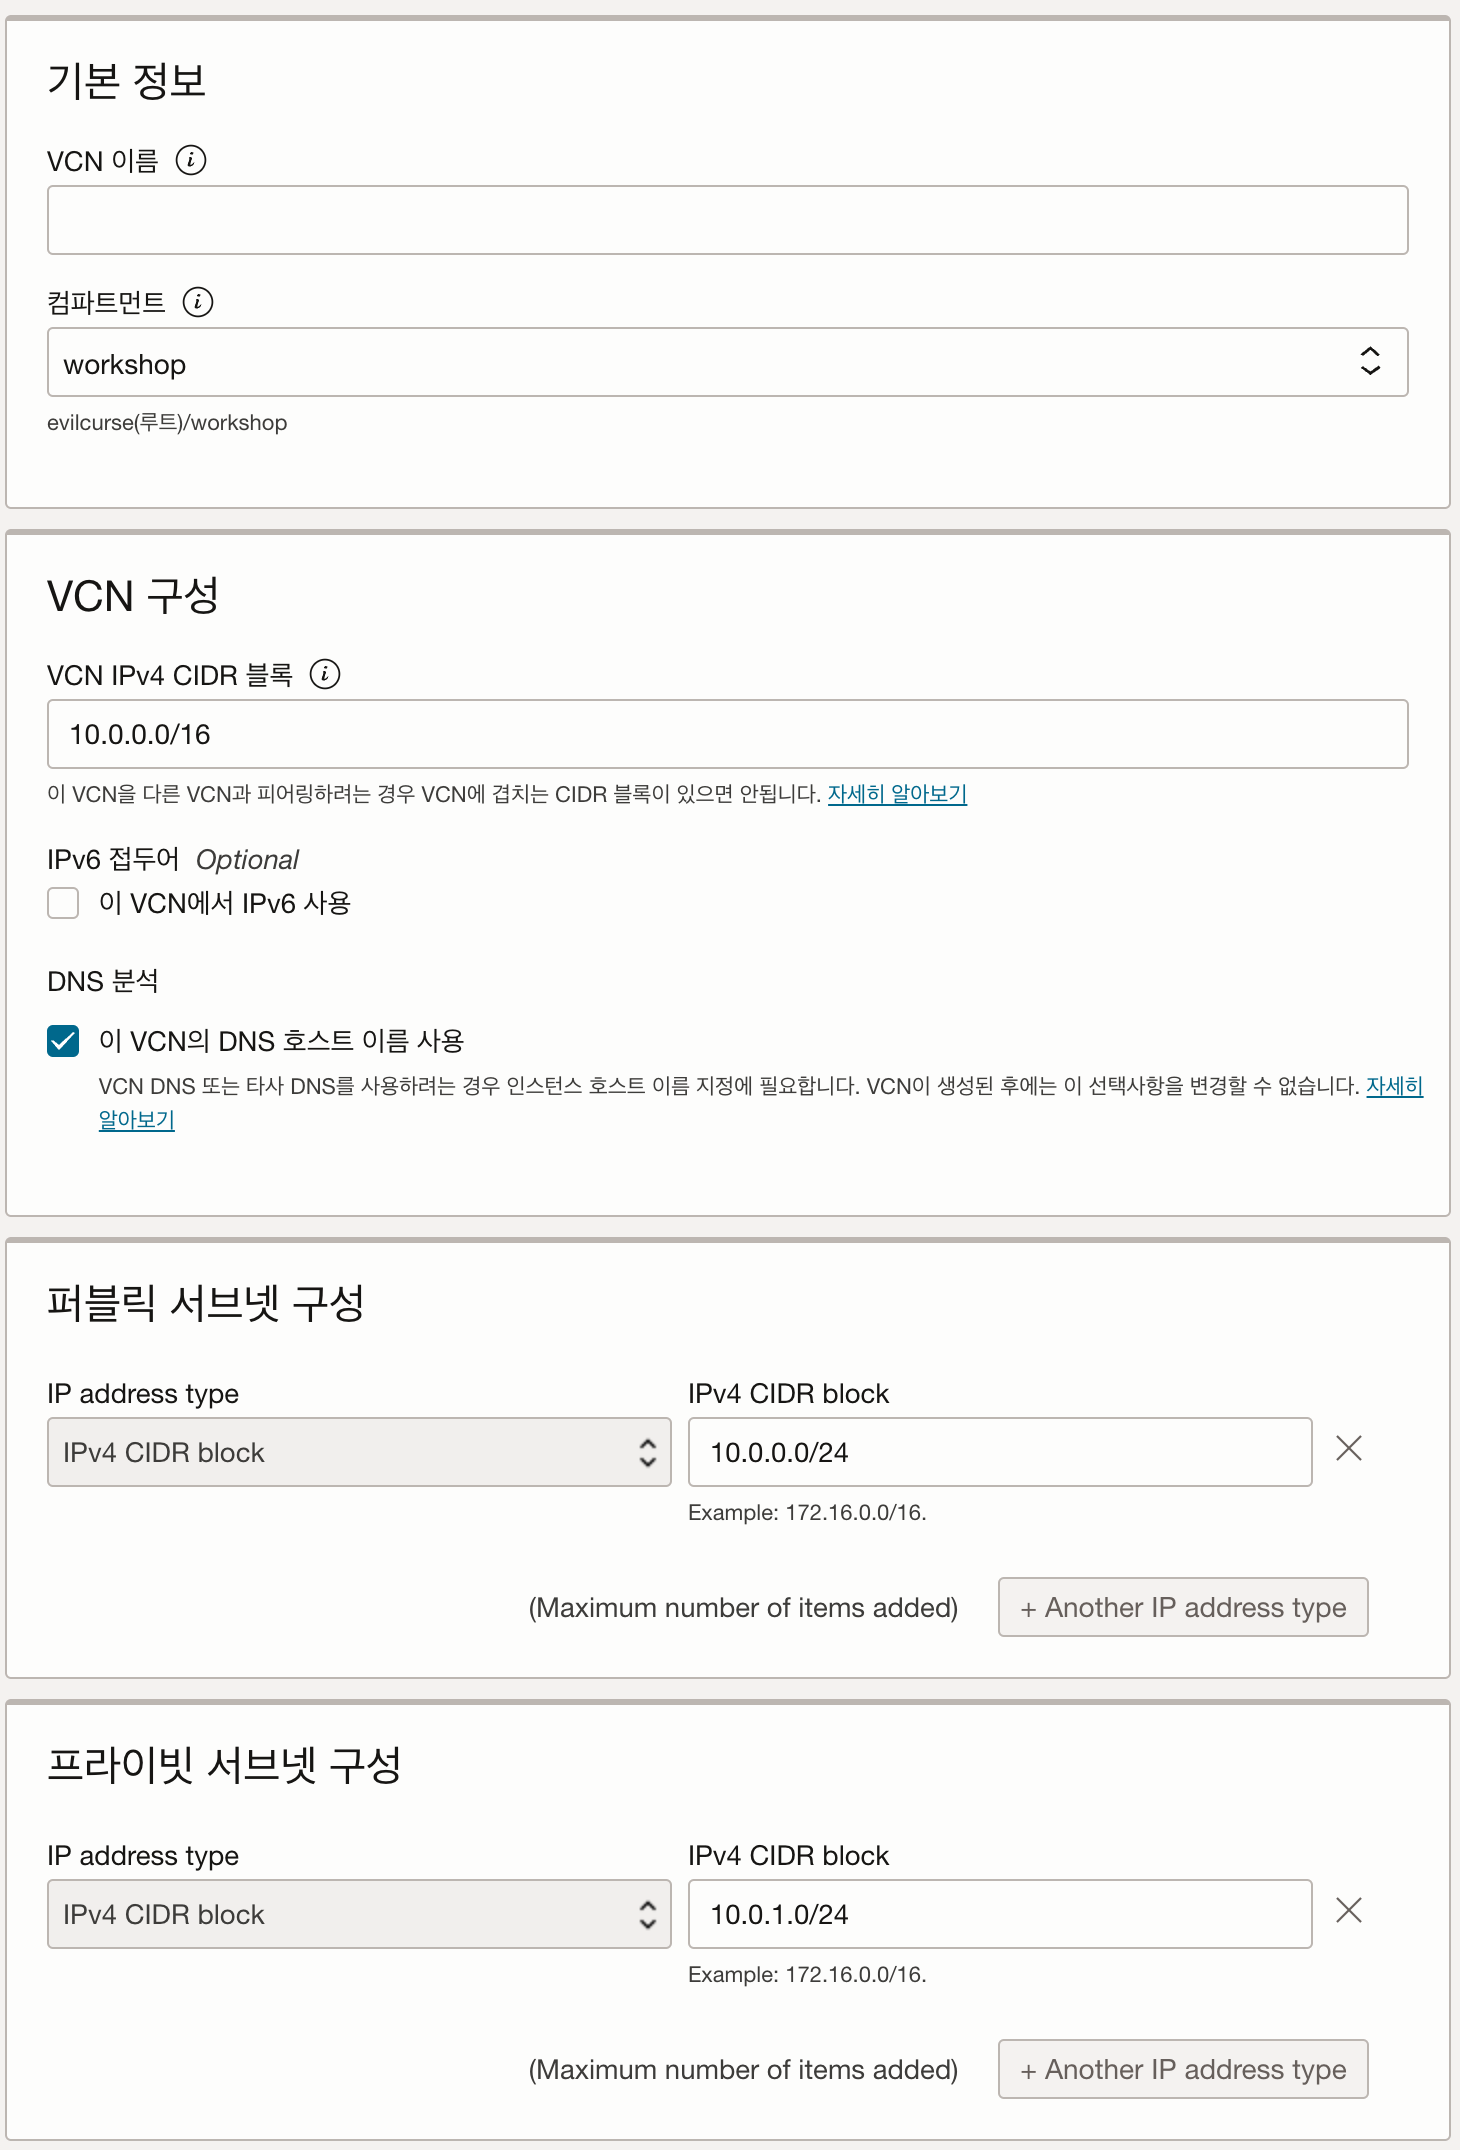 기본 정보
VCN 이름
컴파트먼트
workshop
evilcurse(루트)/workshop
VCN 구성
VCN IPv4 CIDR 블록
10.0.0.0/16
이 VCN을 다른 VCN과 피어링하려는 경우 VCN에 겹치는 CIDR 블록이 있으면 안됩니다. 자세히 알아보기
IPv6 접두어 Optional
이 VCN에서 IPv6 사용
DNS 분석
이 VCN의 DNS 호스트 이름 사용
VCN DNS 또는 타사 DNS를 사용하려는 경우 인스턴스 호스트 이름 지정에 필요합니다. VCN이 생성된 후에는 이 선택사항을 변경할 수 없습니다. 자세히
알아보기
퍼블릭 서브넷 구성
IP address type IPv4 CIDR block
IPv4 CIDR block 10.0.0.0/24
Example: 172.16.0.0/16.
(Maximum number of items added) + Another IP address type
프라이빗 서브넷 구성
IP address type IPv4 CIDR block
IPv4 CIDR block 10.0.1.0/24
Example: 172.16.0.0/16.
(Maximum number of items added) + Another IP address type